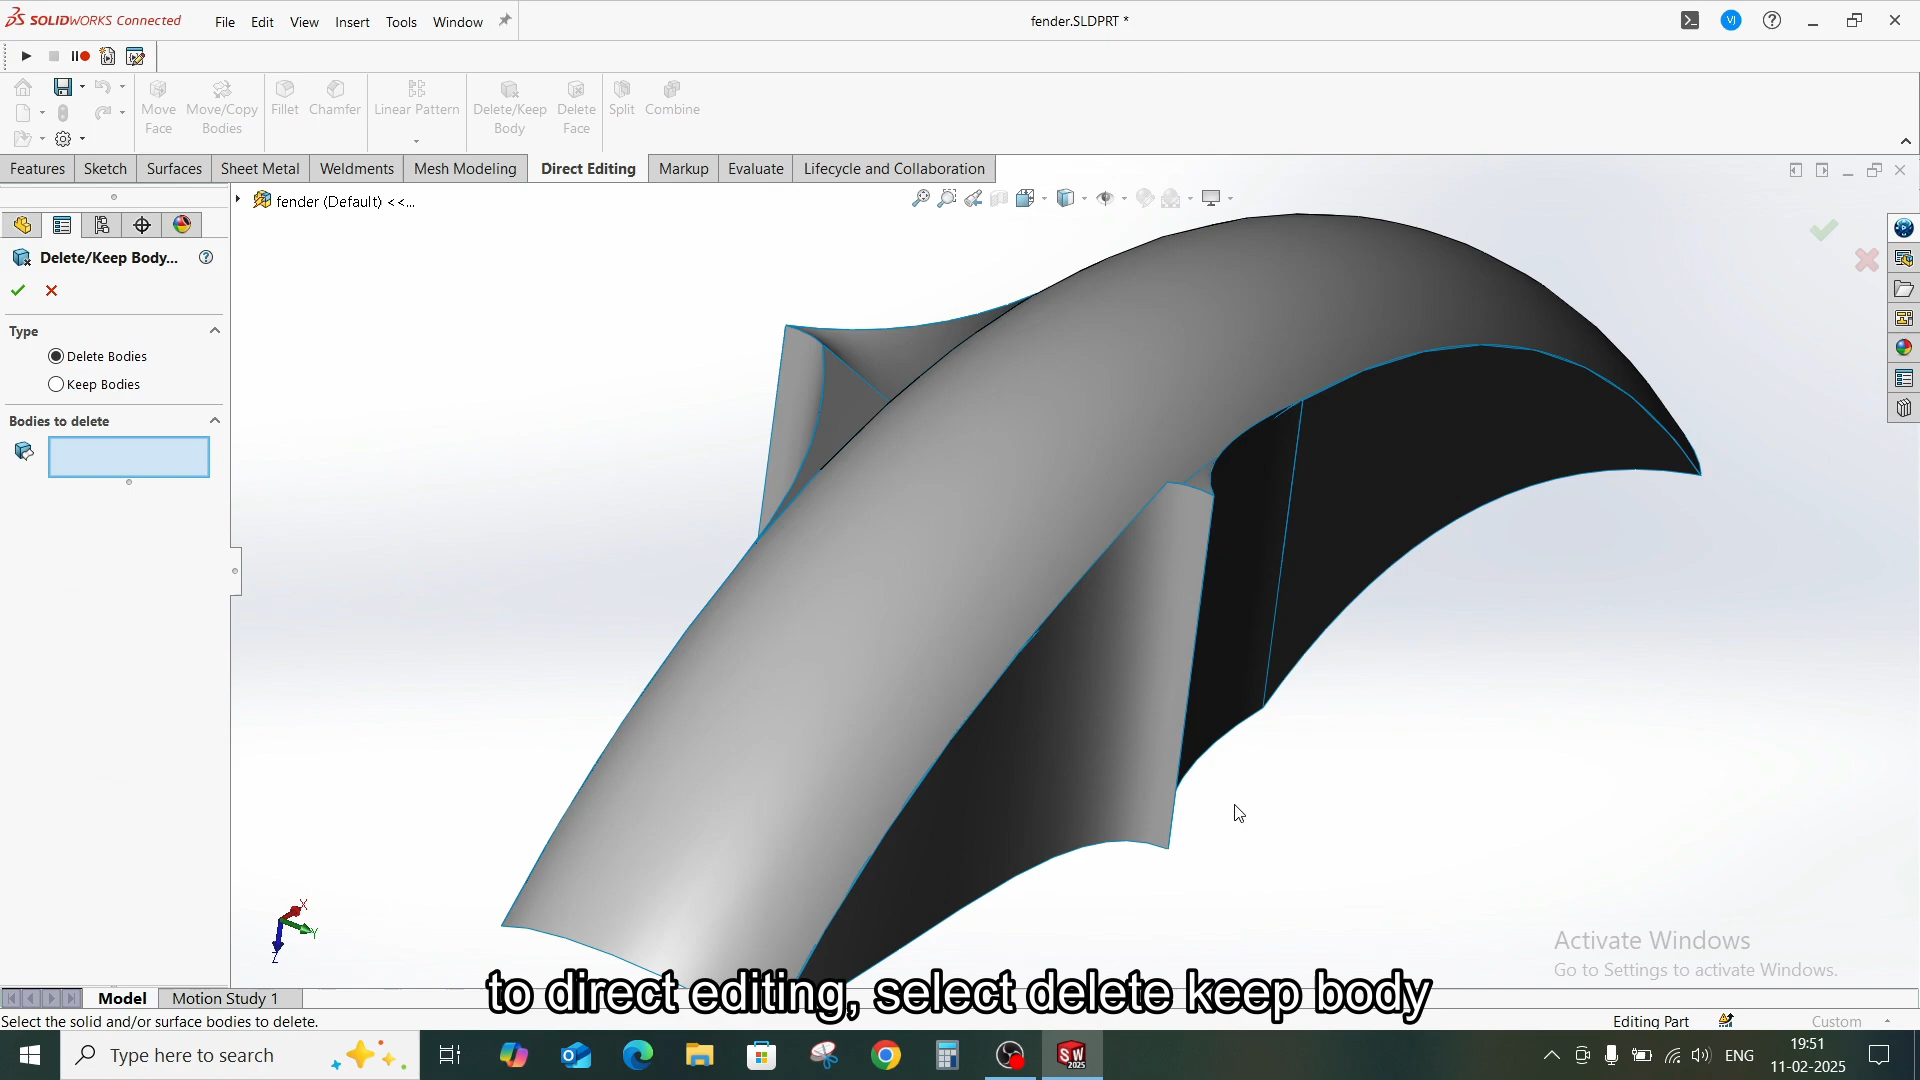 SOLIDWORKS Connected
File Edit View Insert Tools Window
fender.SLDPRT *
VJ
Move Face
Move/Copy Bodies
Fillet
Chamfer
Linear Pattern
Delete/Keep Body
Delete Face
Split
Combine
Features Sketch Surfaces Sheet Metal Weldments Mesh Modeling Direct Editing Markup Evaluate Lifecycle and Collaboration
fender (Default) <<...
Delete/Keep Body...
Type
Delete Bodies
Keep Bodies
Bodies to delete
X
Y
Z
Activate Windows
Go to Settings to activate Windows.
Model Motion Study 1
to direct editing, select delete keep body
Select the solid and/or surface bodies to delete.
Editing Part
Custom
Type here to search
SW 2025
ENG
19:51
11-02-2025